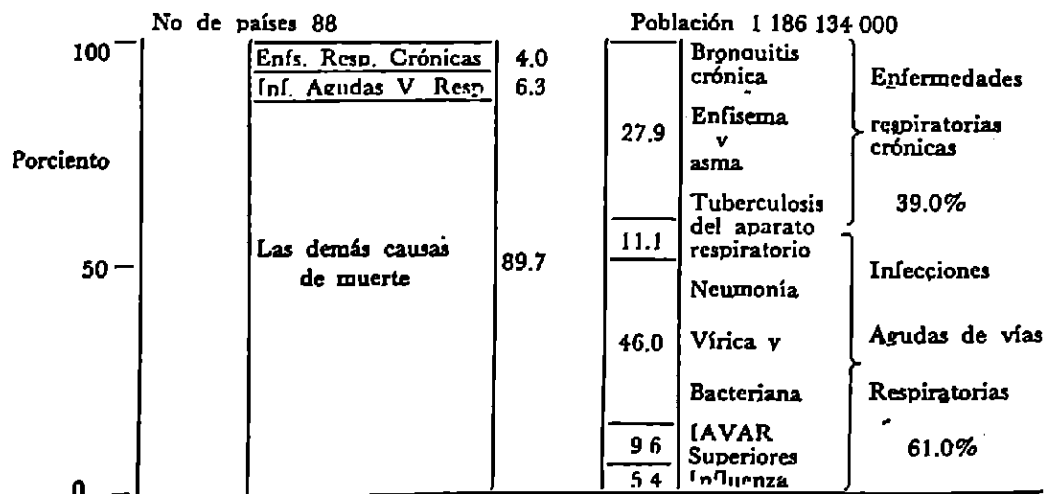 No de países 88
Población 1 186 134 000
100
Porciento
50
0
Enfs. Resp. Crónicas 4.0
Inf. Agudas V Resp 6.3
Las demás causas
de muerte
89.7
27.9
11.1
46.0
9 6
5 4
Bronquitis
crónica
Enfisema
y
asma
Tuberculosis
del aparato
respiratorio
Neumonía
Vírica y
Bacteriana
IAVAR
Superiores
Influenza
Enfermedades
respiratorias
crónicas
39.0%
Infecciones
Agudas de vías
Respiratorias
61.0%